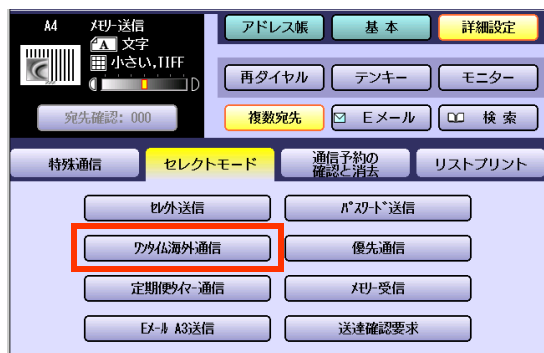 A4 ﾒﾓﾘｰ送信
A 文字
小さい,TIFF
D
宛先確認: 000
アドレス帳 基本 詳細設定
再ダイヤル テンキー モニター
複数宛先 Eメール 検索
特殊通信 セレクトモード 通信予約の
確認と消去 リストプリント
ｾﾚｸﾄ送信 ﾊﾟｽﾜｰﾄﾞ送信
ﾜﾝﾀｲﾑ海外通信 優先通信
定期便ﾀｲﾏｰ通信 ﾒﾓﾘｰ受信
Eﾒｰﾙ A3送信 送達確認要求